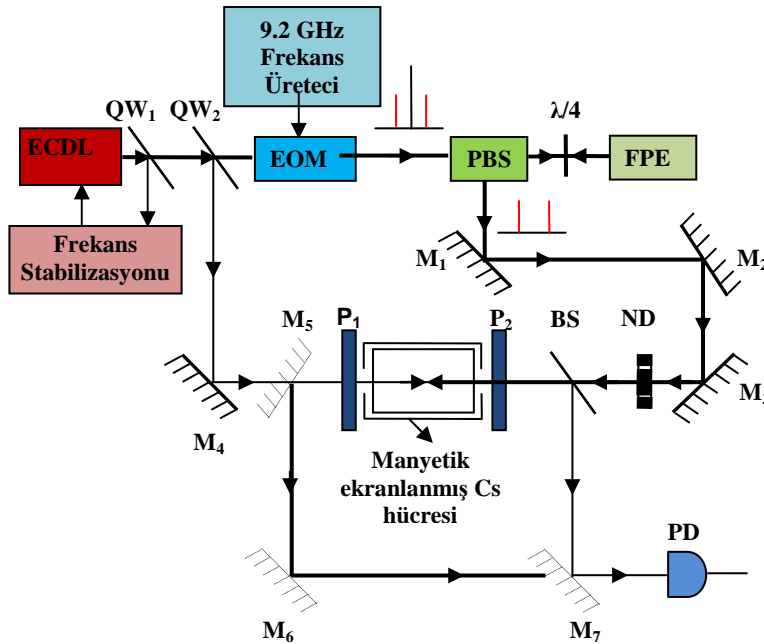 9.2 GHz
Frekans
Üreteci
QW1
QW2
λ/4
ECDL
EOM
PBS
FPE
Frekans
Stabilizasyonu
M1
M2
M5
P1
P2
BS
ND
M4
M3
Manyetik
ekranlanmış Cs
hücresi
PD
M6
M7